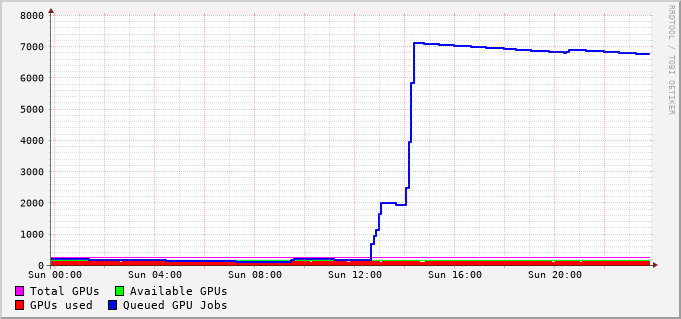 8000
7000
6000
5000
4000
3000
2000
1000
0
Sun 00:00 Sun 04:00 Sun 08:00 Sun 12:00 Sun 16:00 Sun 20:00
Total GPUs Available GPUs
GPUs used Queued GPU Jobs
RRDTOOL / TOBI OETIKER